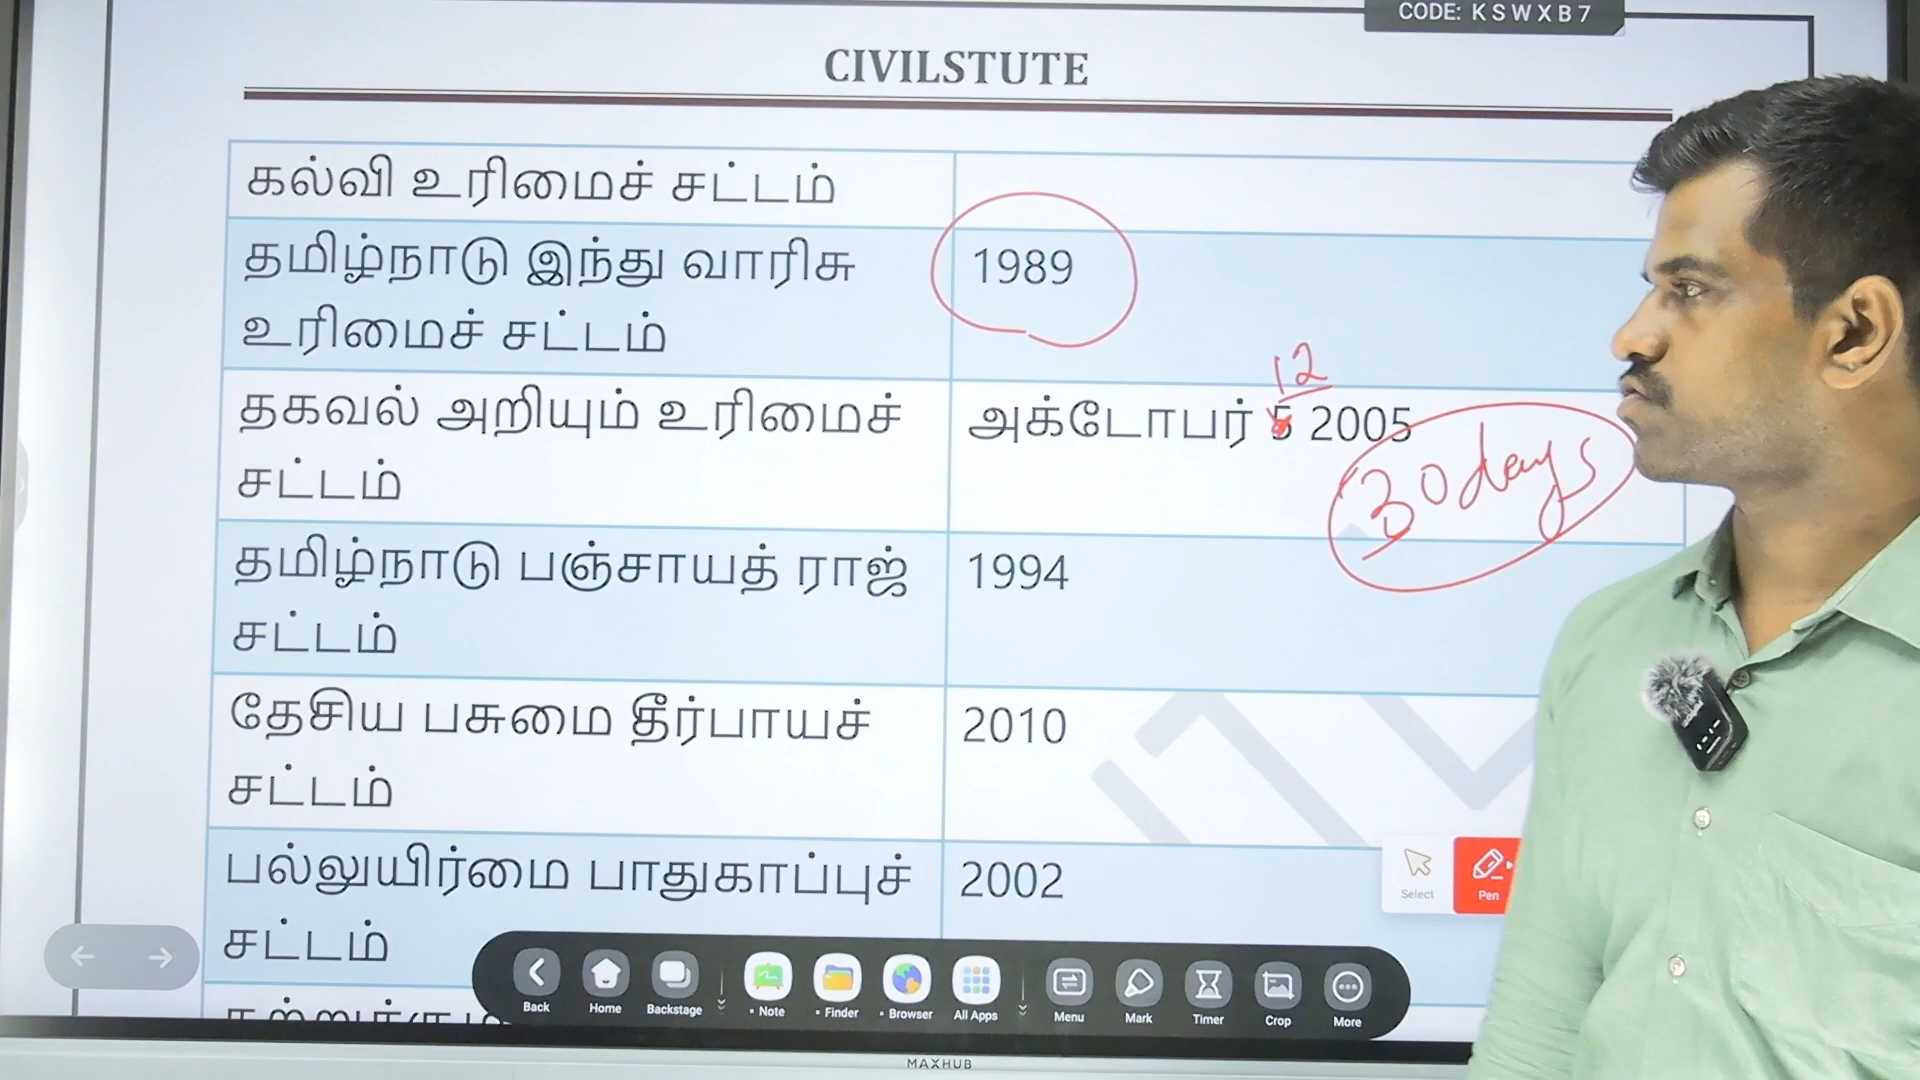 CODE: KSWXB7
CIVILSTUTE
கல்வி உரிமைச் சட்டம்
தமிழ்நாடு இந்து வாரிசு
உரிமைச் சட்டம்
1989
தகவல் அறியும் உரிமைச்
சட்டம்
12
அக்டோபர் 5 2005
30 days
தமிழ்நாடு பஞ்சாயத் ராஜ்
சட்டம்
1994
தேசிய பசுமை தீர்பாயச்
சட்டம்
2010
பல்லுயிர்மை பாதுகாப்புச்
சட்டம்
2002
Select
Pen
Back
Home
Backstage
Note
Finder
Browser
All Apps
Menu
Mark
Timer
Crop
More
MAXHUB